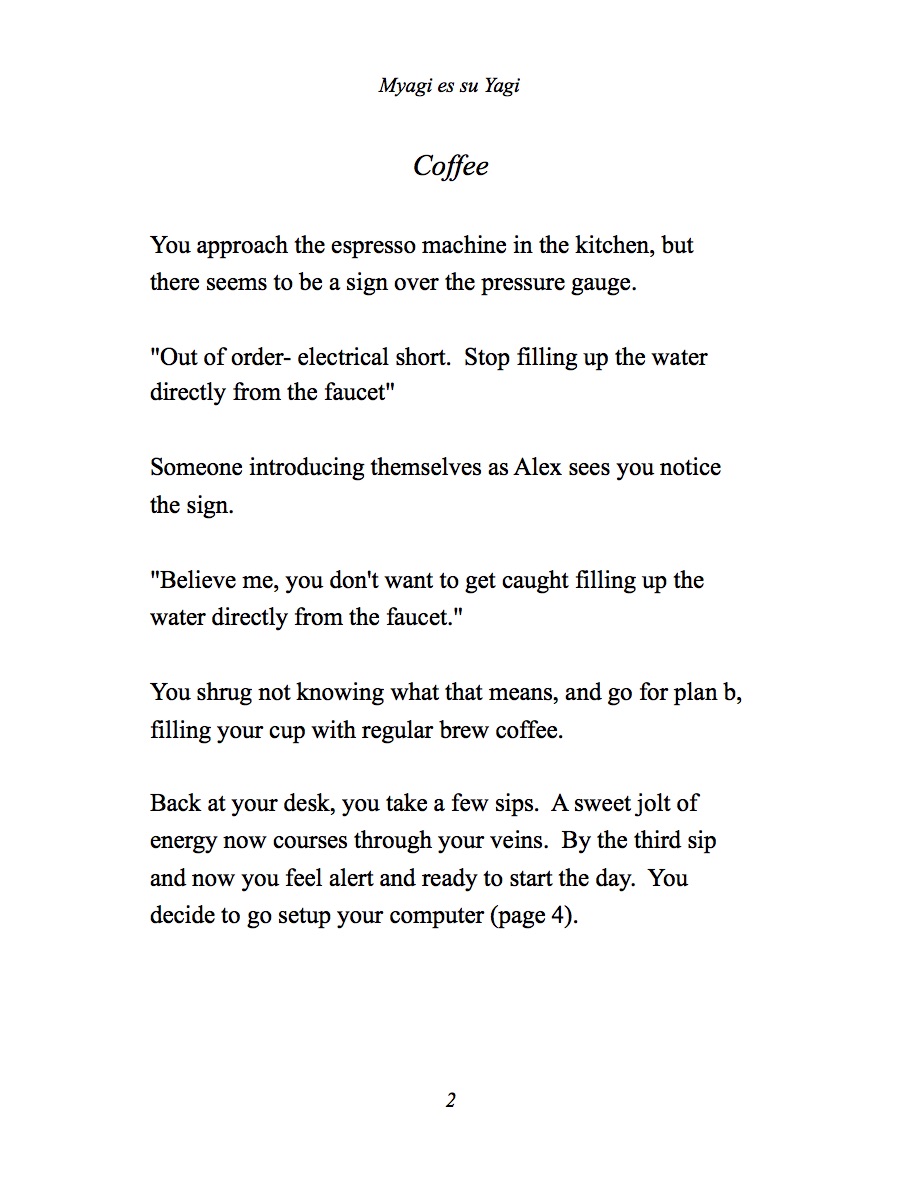 Myagi es su Yagi
Coffee
You approach the espresso machine in the kitchen, but
there seems to be a sign over the pressure gauge.
"Out of order- electrical short.  Stop filling up the water
directly from the faucet"
Someone introducing themselves as Alex sees you notice
the sign.
"Believe me, you don't want to get caught filling up the
water directly from the faucet."
You shrug not knowing what that means, and go for plan b,
filling your cup with regular brew coffee.
Back at your desk, you take a few sips.  A sweet jolt of
energy now courses through your veins.  By the third sip
and now you feel alert and ready to start the day.  You
decide to go setup your computer (page 4).
2